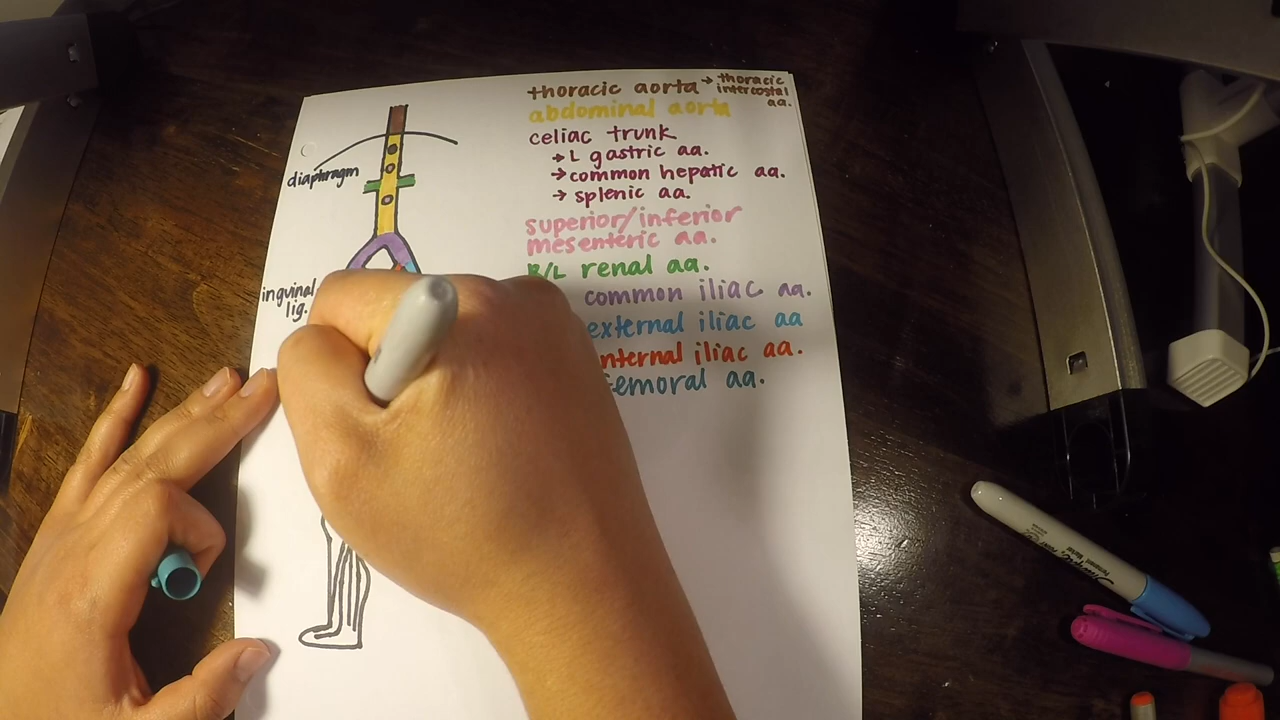 thoracic aorta → thoracic
intercostal
aa.
abdominal aorta
celiac trunk
→ L gastric aa.
→ common hepatic aa.
→ splenic aa.
superior/inferior
mesenteric aa.
R/L renal aa.
common iliac aa.
external iliac aa
internal iliac aa.
femoral aa.
diaphragm
inguinal
lig.